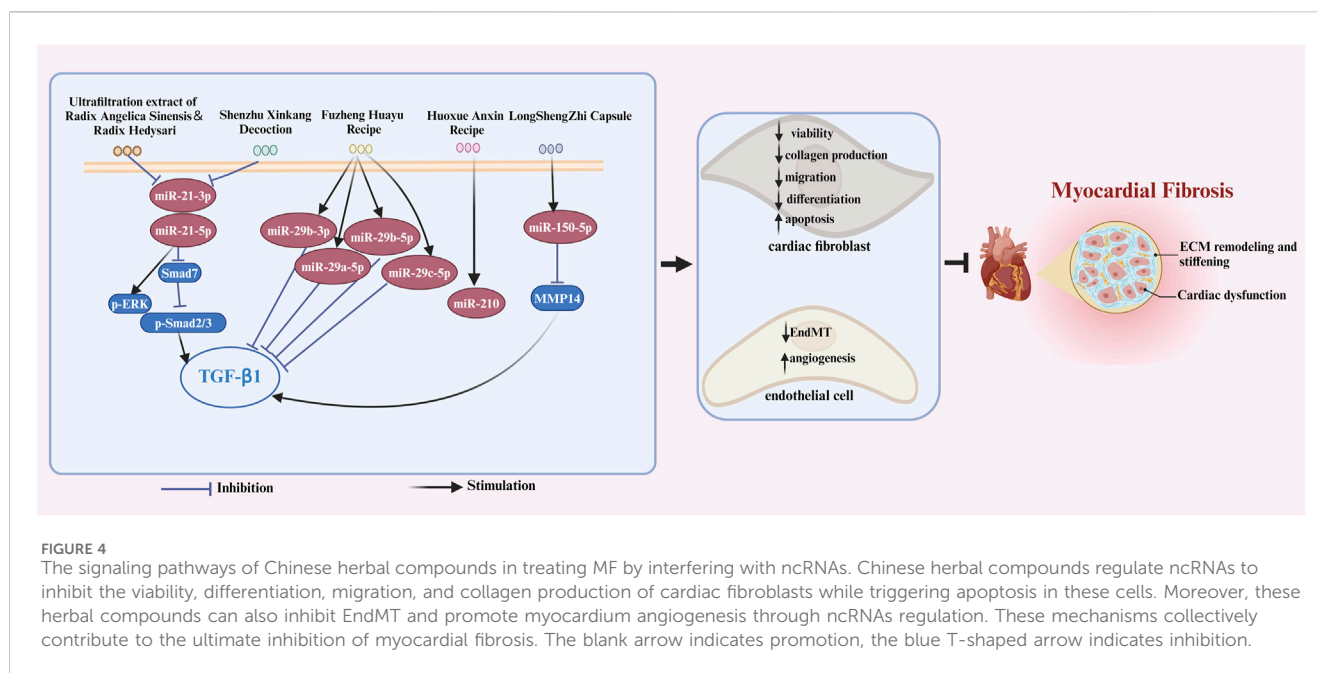 Ultrafiltration extract of
Radix Angelica Sinensis&
Radix Hedysari
Shenzhu Xinkang
Decoction
Fuzheng Huayu
Recipe
Huoxue Anxin
Recipe
LongShengZhi Capsule
miR-21-3p
miR-21-5p
Smad7
p-ERK
p-Smad2/3
TGF-β1
miR-29b-3p
miR-29b-5p
miR-29a-5p
miR-29c-5p
miR-210
miR-150-5p
MMP14
Inhibition
Stimulation
viability
collagen production
migration
differentiation
apoptosis
cardiac fibroblast
EndMT
angiogenesis
endothelial cell
Myocardial Fibrosis
ECM remodeling and
stiffening
Cardiac dysfunction
FIGURE 4
The signaling pathways of Chinese herbal compounds in treating MF by interfering with ncRNAs. Chinese herbal compounds regulate ncRNAs to
inhibit the viability, differentiation, migration, and collagen production of cardiac fibroblasts while triggering apoptosis in these cells. Moreover, these
herbal compounds can also inhibit EndMT and promote myocardium angiogenesis through ncRNAs regulation. These mechanisms collectively
contribute to the ultimate inhibition of myocardial fibrosis. The blank arrow indicates promotion, the blue T-shaped arrow indicates inhibition.